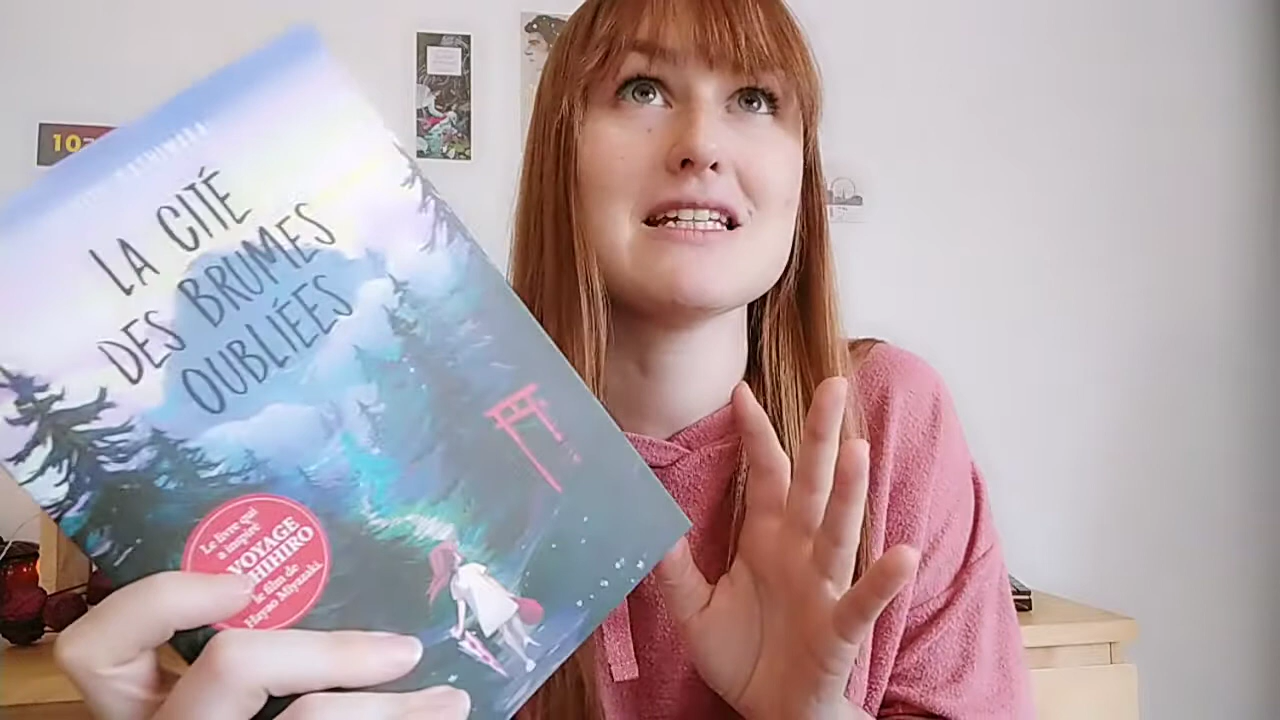 LA CITÉ
DES BRUMES
OUBLIÉES
Le livre qui
a inspiré
VOYAGE
CHIHIRO
le film de
Hayao Miyazaki